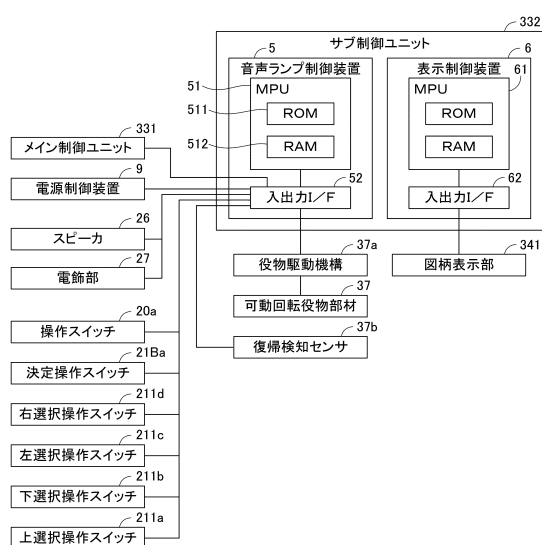 332
サブ制御ユニット
5
音声ランプ制御装置
51
MPU
511
ROM
512
RAM
52
入出力I/F
6
表示制御装置
61
MPU
ROM
RAM
62
入出力I/F
331
メイン制御ユニット
9
電源制御装置
26
スピーカ
27
電飾部
20a
操作スイッチ
21Ba
決定操作スイッチ
211d
右選択操作スイッチ
211c
左選択操作スイッチ
211b
下選択操作スイッチ
211a
上選択操作スイッチ
37a
役物駆動機構
37
可動回転役物部材
37b
復帰検知センサ
341
図柄表示部